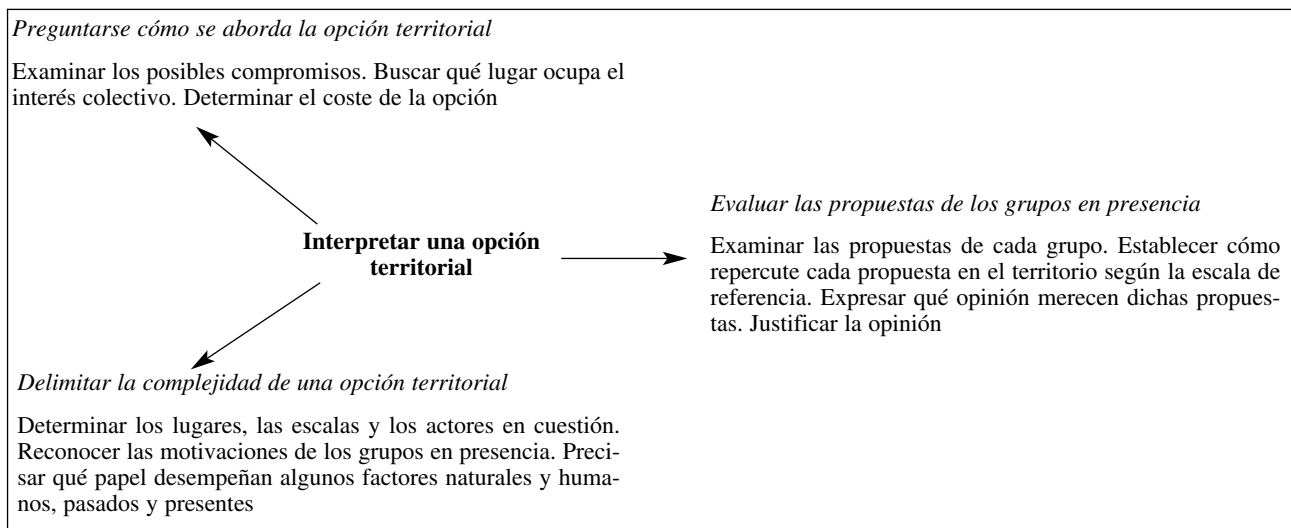 Preguntarse cómo se aborda la opción territorial
Examinar los posibles compromisos. Buscar qué lugar ocupa el
interés colectivo. Determinar el coste de la opción
Evaluar las propuestas de los grupos en presencia
Examinar las propuestas de cada grupo. Establecer cómo
repercute cada propuesta en el territorio según la escala de
referencia. Expresar qué opinión merecen dichas propues-
tas. Justificar la opinión
Interpretar una opción
territorial
Delimitar la complejidad de una opción territorial
Determinar los lugares, las escalas y los actores en cuestión.
Reconocer las motivaciones de los grupos en presencia. Preci-
sar qué papel desempeñan algunos factores naturales y huma-
nos, pasados y presentes